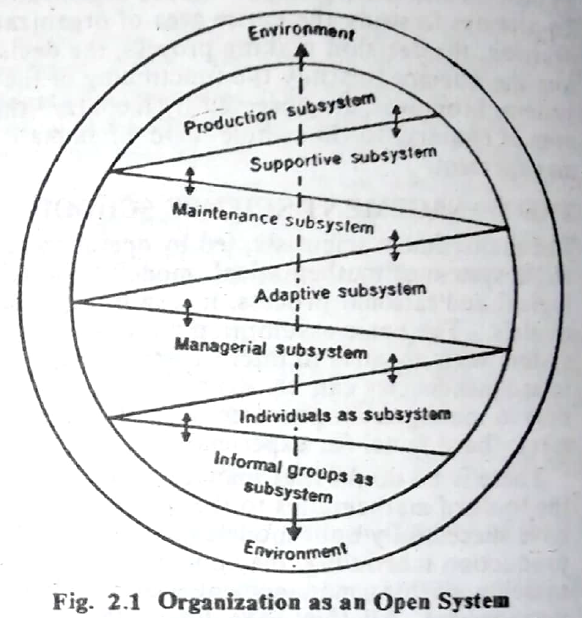 Environment
Production subsystem
Supportive subsystem
Maintenance subsystem
Adaptive subsystem
Managerial subsystem
Individuals as subsystem
Informal groups as
subsystem
Environment
Fig. 2.1 Organization as an Open System